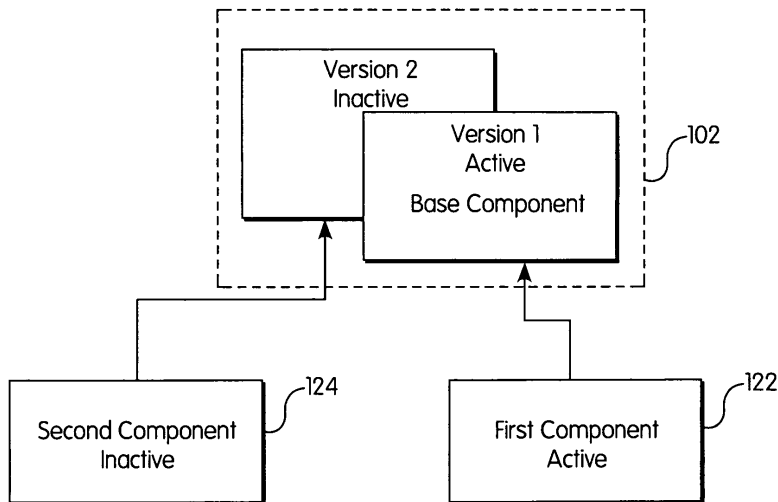 Version 2
Inactive
Version 1
Active
Base Component
102
124
Second Component
Inactive
122
First Component
Active